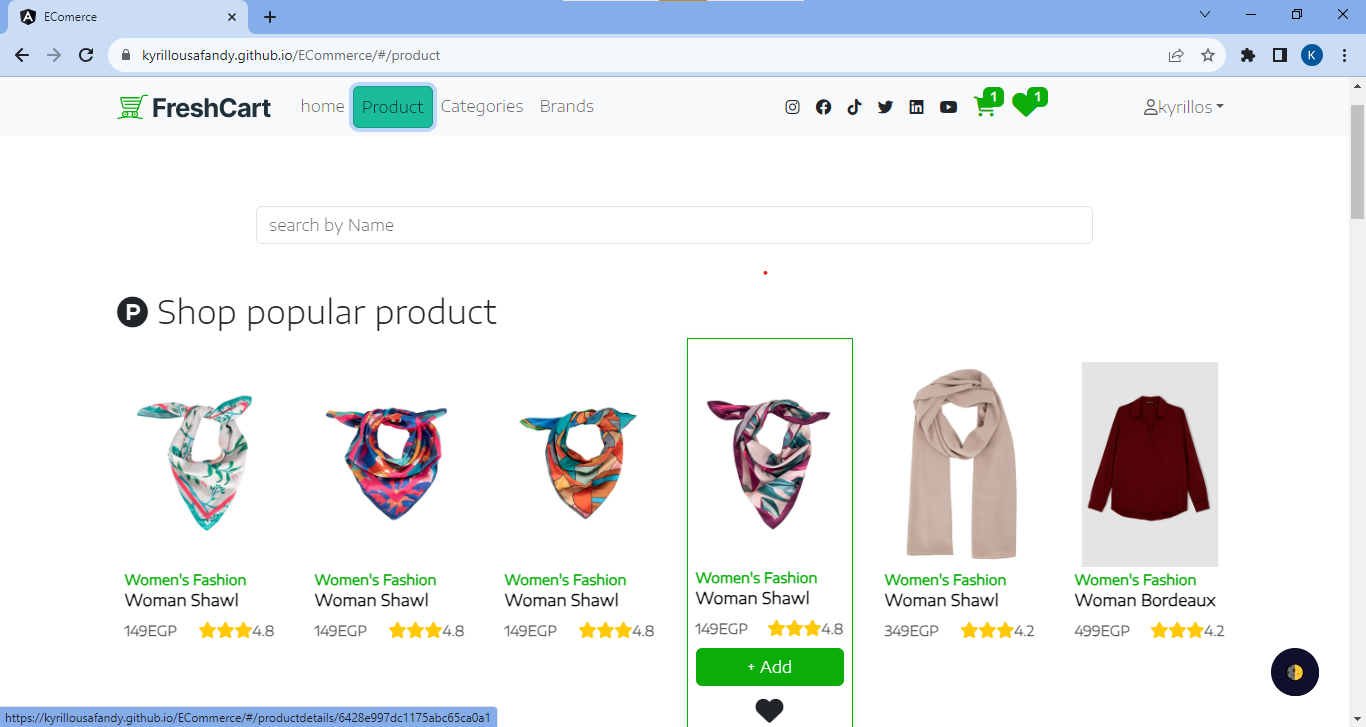 ECommerce
kyrillousafandy.github.io/ECommerce/#/product
K
FreshCart
home
Product
Categories
Brands
1
1
kyrillos
search by Name
P Shop popular product
Women's Fashion
Woman Shawl
149EGP 4.8
Women's Fashion
Woman Shawl
149EGP 4.8
Women's Fashion
Woman Shawl
149EGP 4.8
Women's Fashion
Woman Shawl
149EGP 4.8
+ Add
Women's Fashion
Woman Shawl
349EGP 4.2
Women's Fashion
Woman Bordeaux
499EGP 4.2
https://kyrillousafandy.github.io/ECommerce/#/productdetails/6428e997dc1175abc65ca0a1